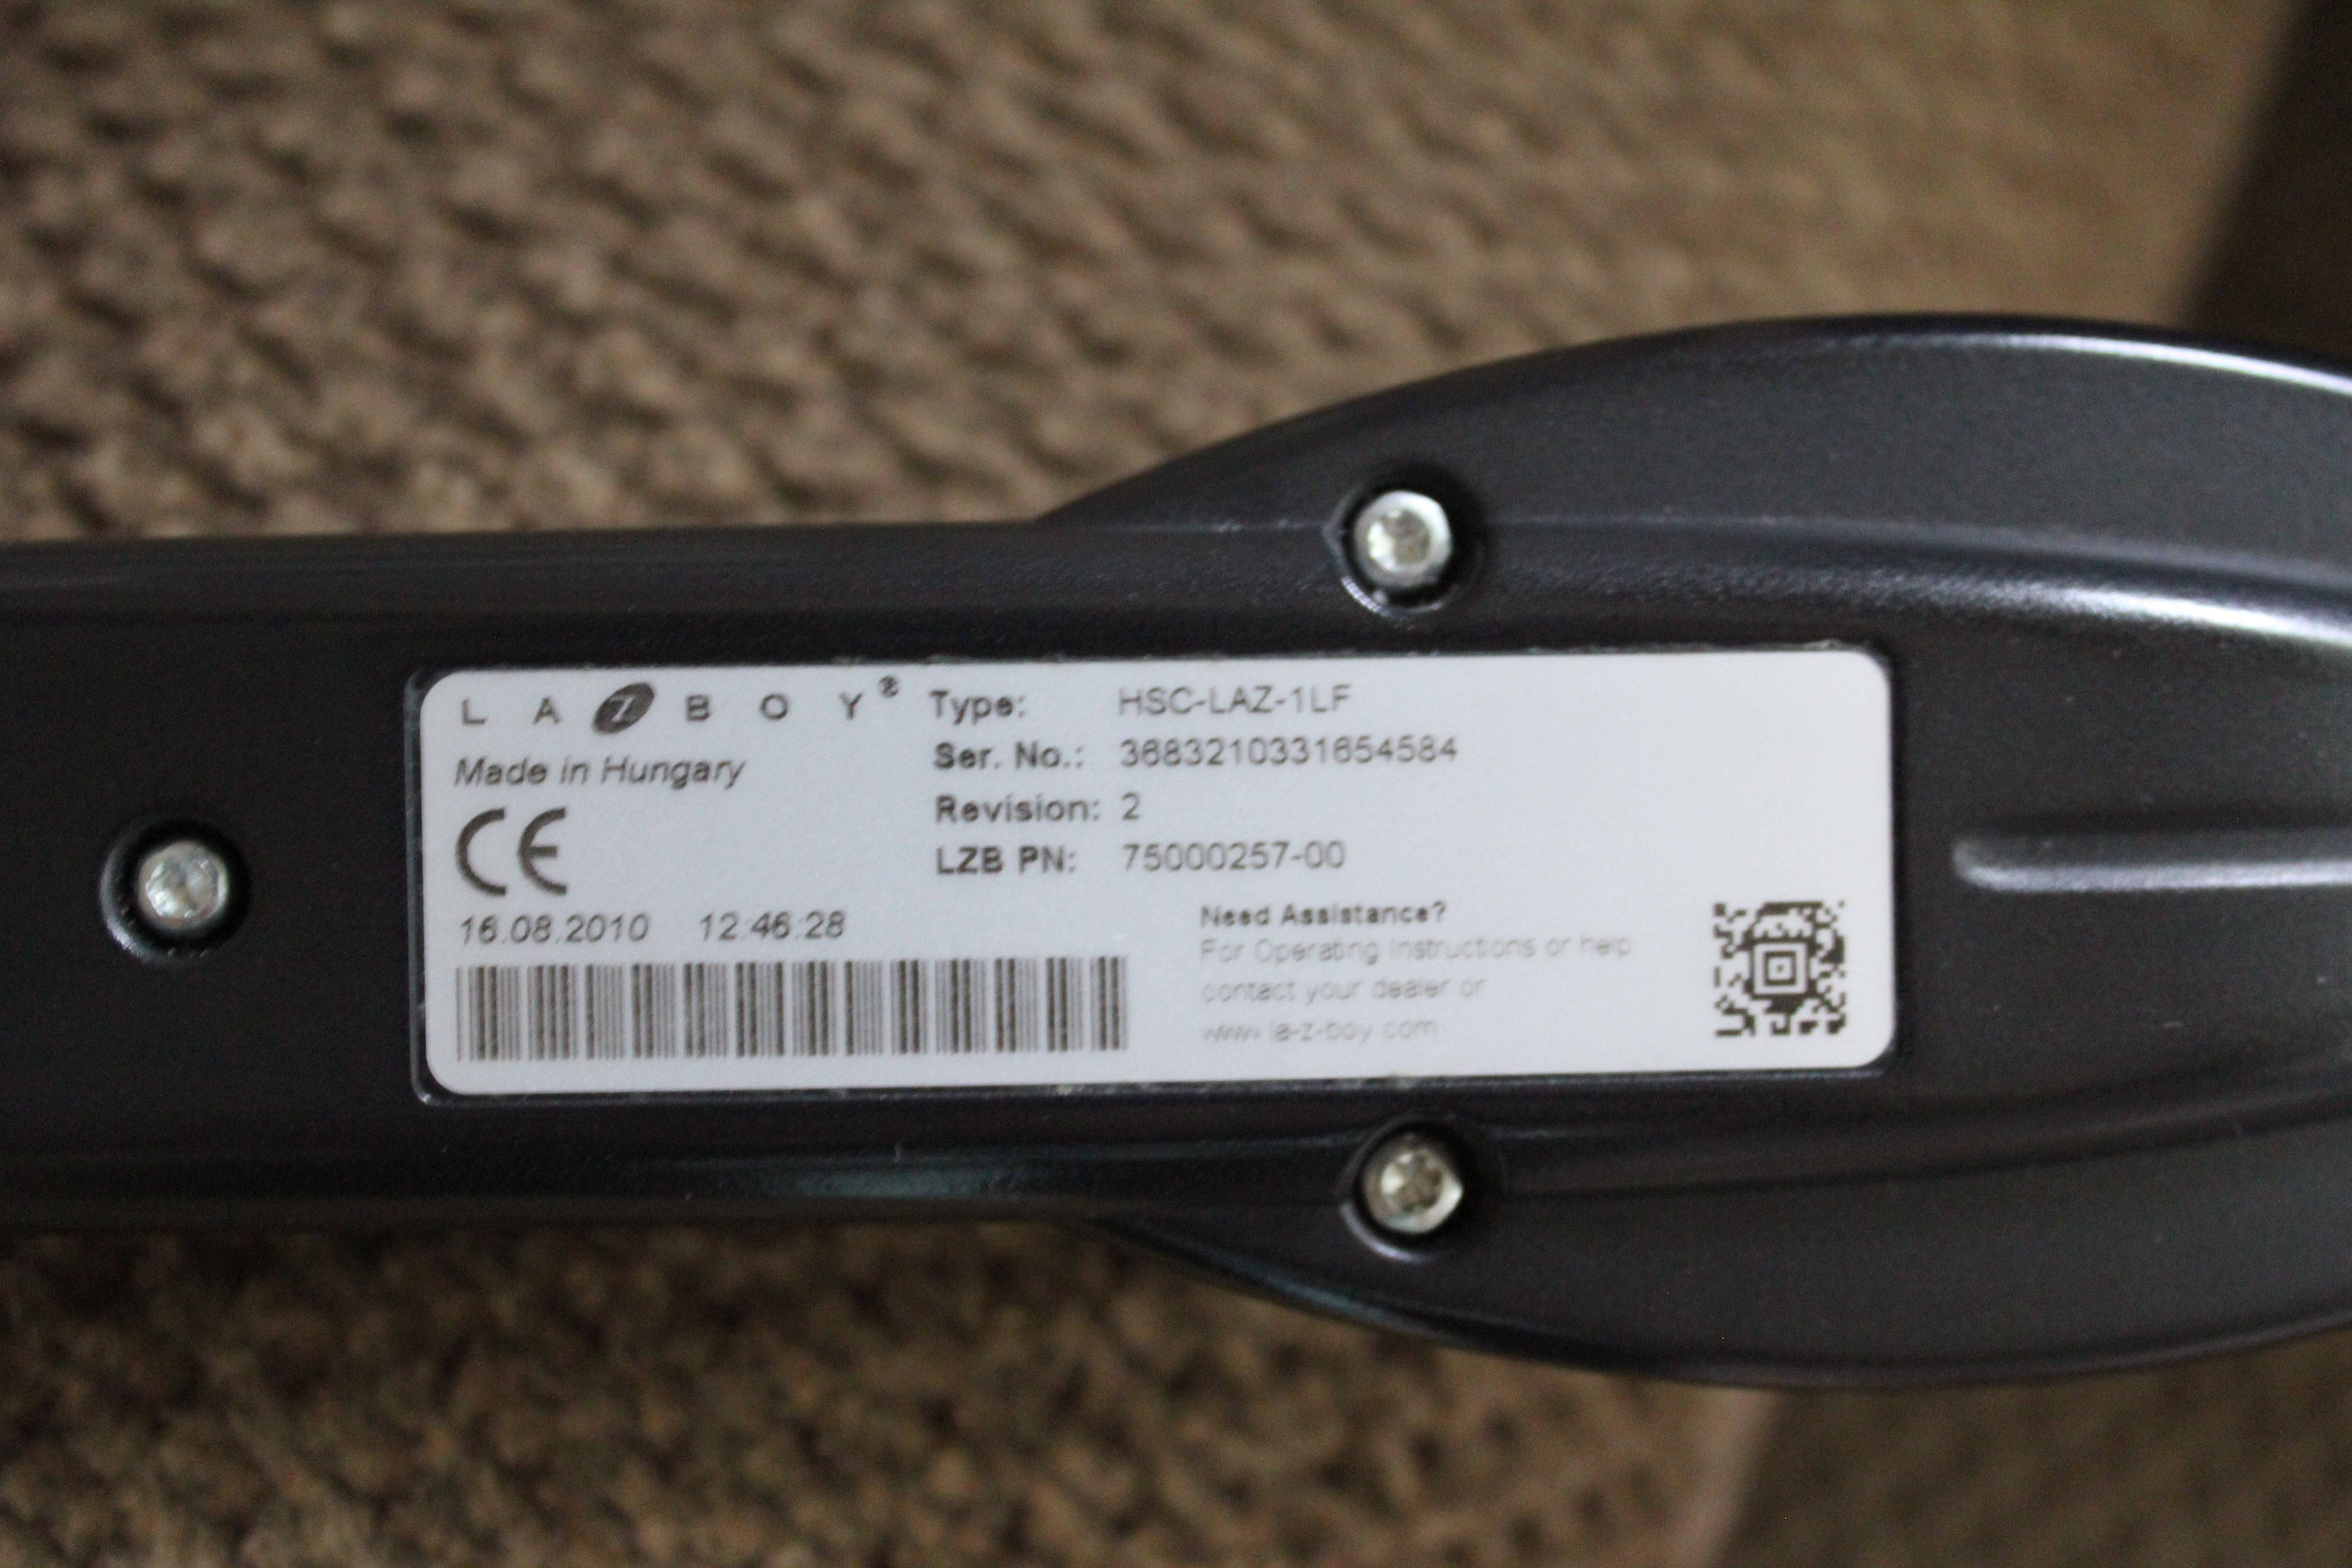 LAZBOY®
Made in Hungary
CE
16.08.2010 12:46:28
Type: HSC-LAZ-1LF
Ser. No.: 3683210331654584
Revision: 2
LZB PN: 75000257-00
Need Assistance?
For Operating Instructions or help
contact your dealer or
www.la-z-boy.com